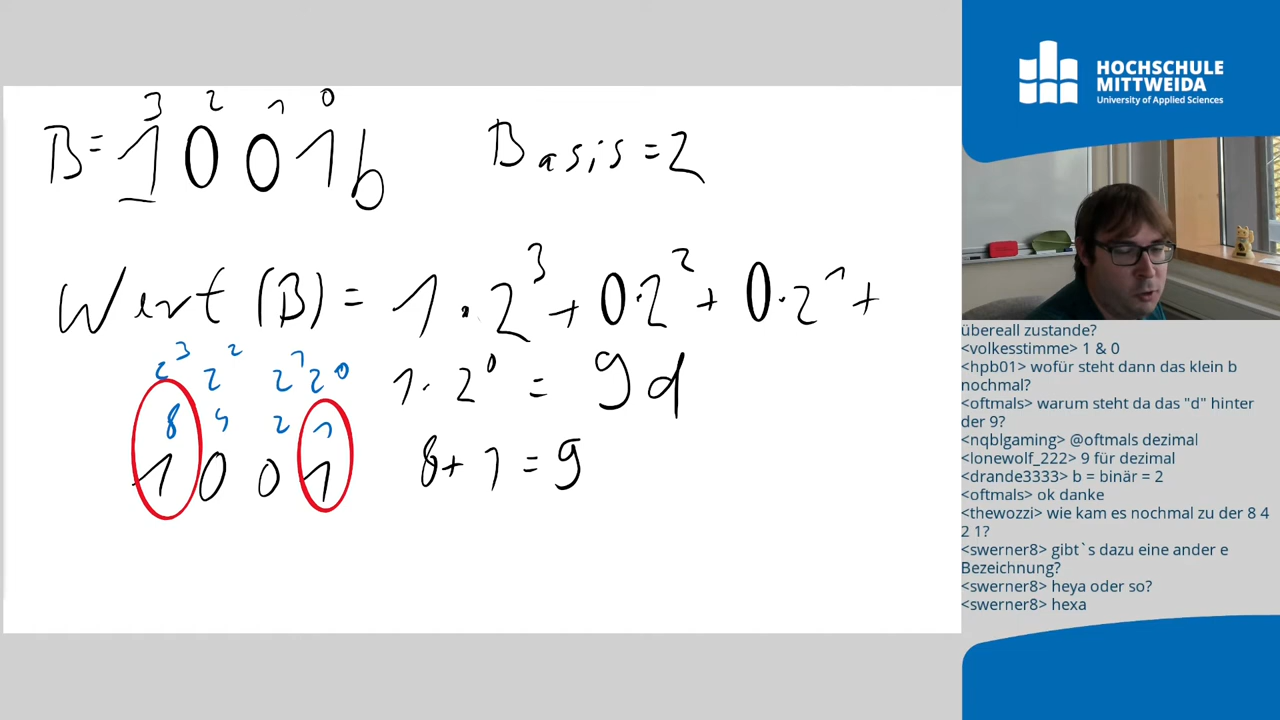 3 2 1 0
B = 1 0 0 1 b
Basis = 2
Wert (B) = 1 · 2³ + 0 · 2² + 0 · 2¹ +
1 · 2⁰ = 9 d
2³ 2² 2¹ 2⁰
8 4 2 1
1 0 0 1
8 + 1 = 9
HOCHSCHULE
MITTWEIDA
University of Applied Sciences
übereall zustande?
<volkesstimme> 1 & 0
<hpb01> wofür steht dann das klein b
nochmal?
<oftmals> warum steht da das "d" hinter
der 9?
<nqblgaming> @oftmals dezimal
<lonewolf_222> 9 für dezimal
<drande3333> b = binär = 2
<oftmals> ok danke
<thewozzi> wie kam es nochmal zu der 8 4
2 1?
<swerner8> gibt`s dazu eine ander e
Bezeichnung?
<swerner8> heya oder so?
<swerner8> hexa